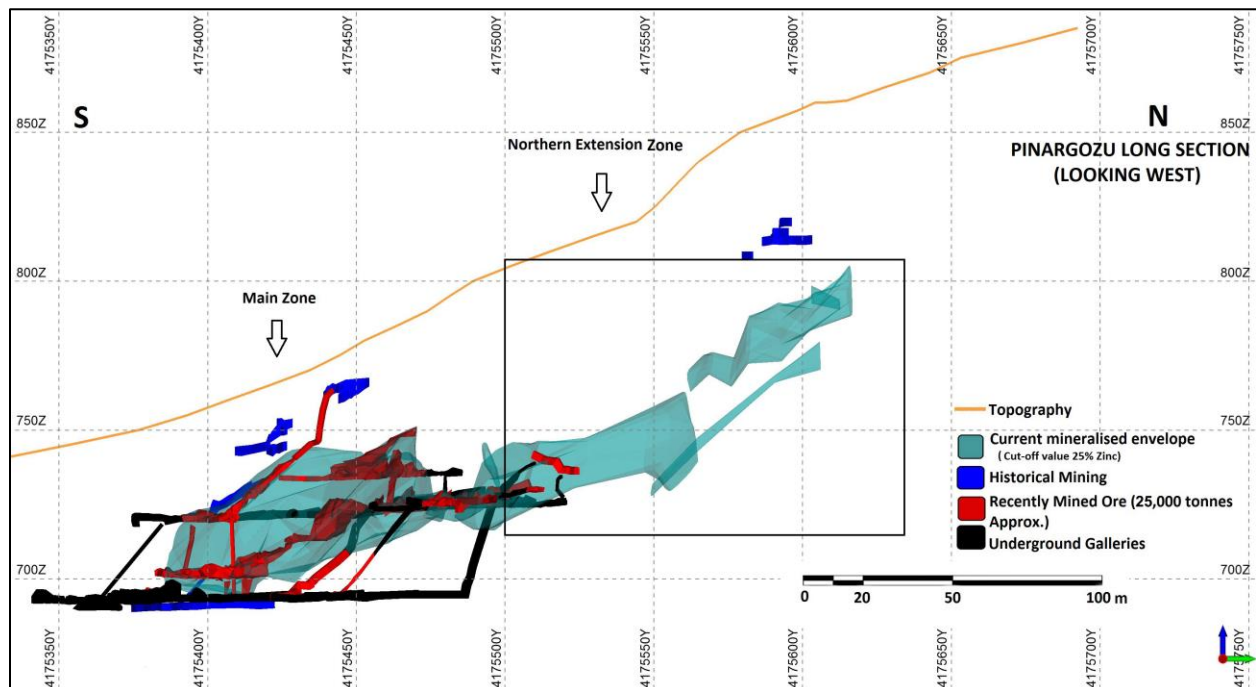 4175350Y
4175400Y
4175450Y
4175500Y
4175550Y
4175600Y
4175650Y
4175700Y
4175750Y
S
N
850Z
850Z
PINARGOZU LONG SECTION
(LOOKING WEST)
Northern Extension Zone
800Z
800Z
Main Zone
750Z
750Z
Topography
Current mineralised envelope
( Cut-off value 25% Zinc)
Historical Mining
Recently Mined Ore (25,000 tonnes
Approx.)
Underground Galleries
700Z
700Z
0 20 50 100 m
4175350Y
4175400Y
4175450Y
4175500Y
4175550Y
4175600Y
4175650Y
4175700Y
4175750Y